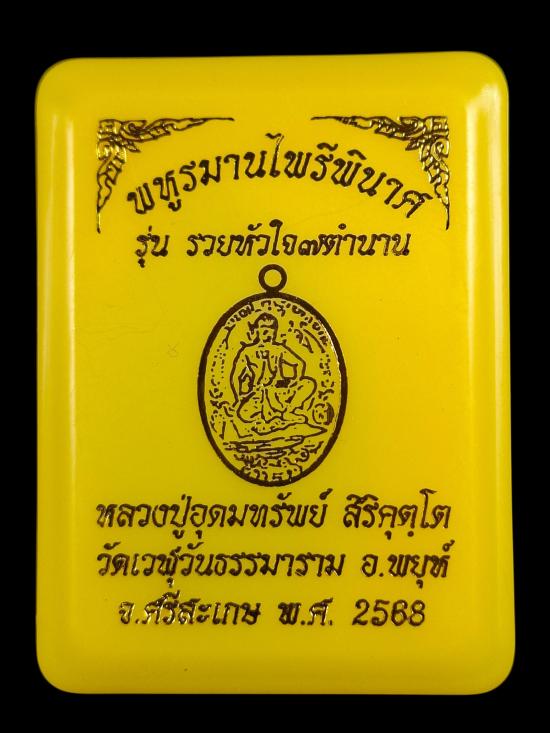 พหูรมานไพรีพินาศ
รุ่น รวยหัวใจ๗ตำนาน
หลวงปู่อุดมทรัพย์ สิริคุตฺโต
วัดเวฬุวันธรรมาราม อ.พยุห์
จ.ศรีสะเกษ พ.ศ. 2568